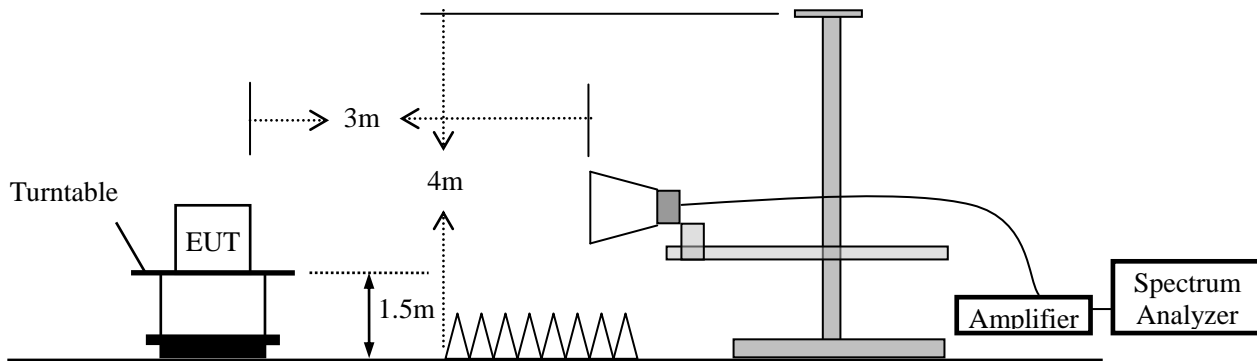 3m
4m
Turntable
EUT
1.5m
Amplifier
Spectrum
Analyzer